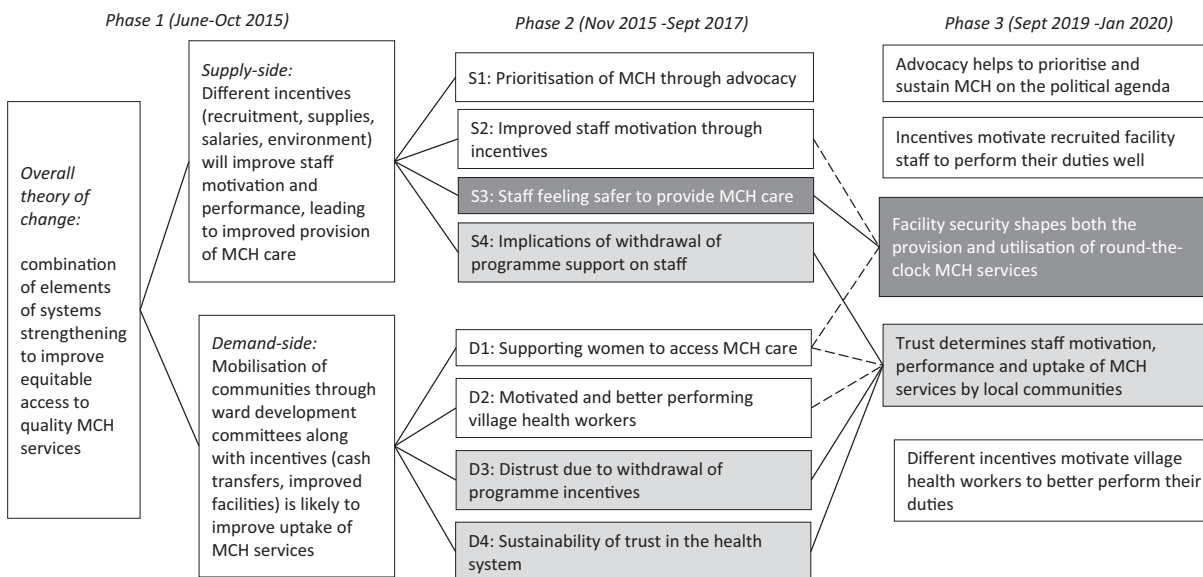 Phase 1 (June-Oct 2015)
Overall
theory of
change:
combination
of elements
of systems
strengthening
to improve
equitable
access to
quality MCH
services
Supply-side:
Different incentives
(recruitment, supplies,
salaries, environment)
will improve staff
motivation and
performance, leading
to improved provision
of MCH care
Demand-side:
Mobilisation of
communities through
ward development
committees along
with incentives (cash
transfers, improved
facilities) is likely to
improve uptake of
MCH services
Phase 2 (Nov 2015 -Sept 2017)
S1: Prioritisation of MCH through advocacy
S2: Improved staff motivation through
incentives
S3: Staff feeling safer to provide MCH care
S4: Implications of withdrawal of
programme support on staff
D1: Supporting women to access MCH care
D2: Motivated and better performing
village health workers
D3: Distrust due to withdrawal of
programme incentives
D4: Sustainability of trust in the health
system
Phase 3 (Sept 2019 -Jan 2020)
Advocacy helps to prioritise and
sustain MCH on the political agenda
Incentives motivate recruited facility
staff to perform their duties well
Facility security shapes both the
provision and utilisation of round-the-
clock MCH services
Trust determines staff motivation,
performance and uptake of MCH
services by local communities
Different incentives motivate village
health workers to better perform their
duties